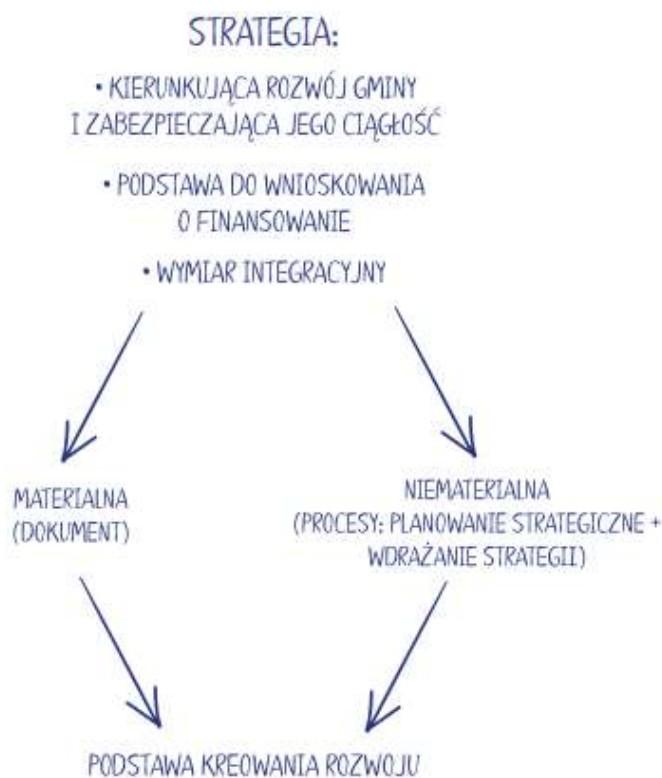 STRATEGIA:
• KIERUNKUJĄCA ROZWÓJ GMINY
I ZABEZPIECZAJĄCA JEGO CIĄGŁOŚĆ
• PODSTAWA DO WNIOSKOWANIA
O FINANSOWANIE
• WYMIAR INTEGRACYJNY
MATERIALNA
(DOKUMENT)
NIEMATERIALNA
(PROCESY: PLANOWANIE STRATEGICZNE +
WDRAŻANIE STRATEGII)
PODSTAWA KREOWANIA ROZWOJU